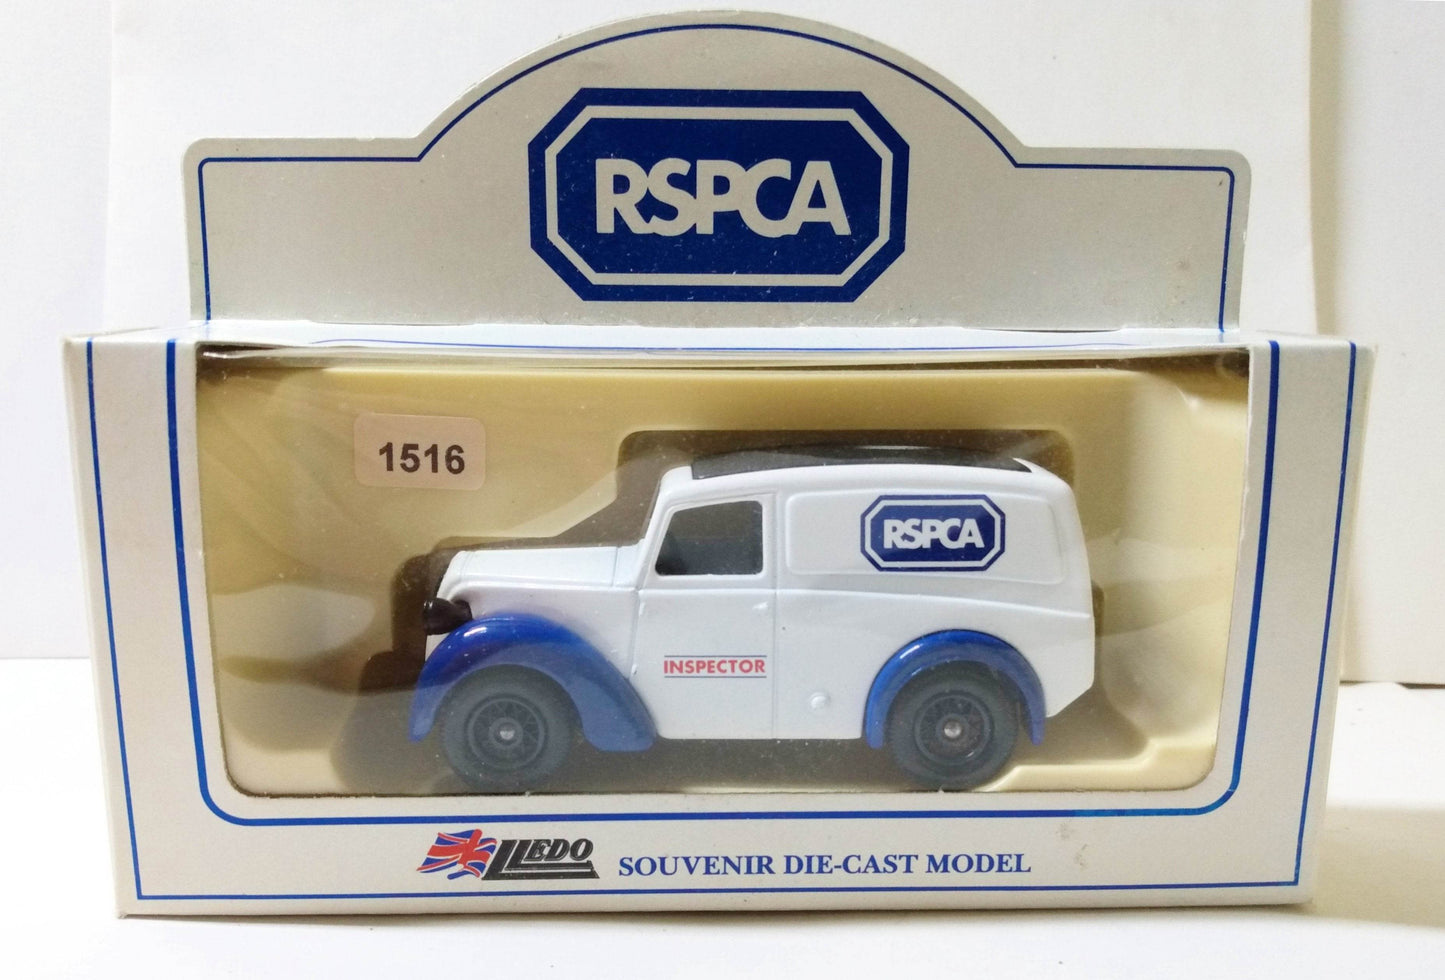 RSPCA
1516
RSPCA
INSPECTOR
LLEDO SOUVENIR DIE-CAST MODEL